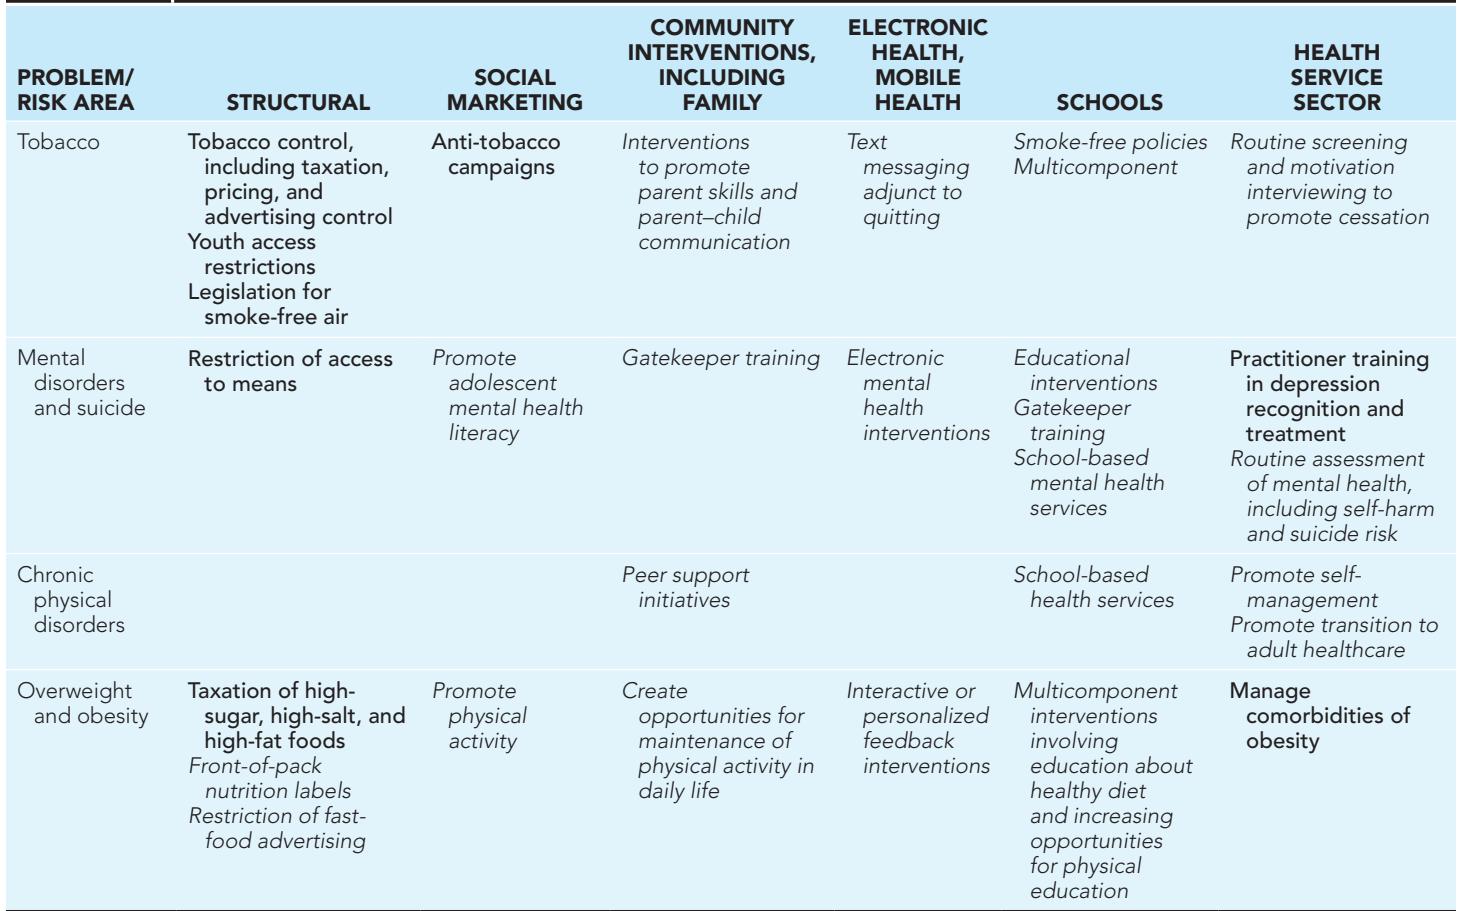 PROBLEM/
RISK AREA
STRUCTURAL
SOCIAL
MARKETING
COMMUNITY
INTERVENTIONS,
INCLUDING
FAMILY
ELECTRONIC
HEALTH,
MOBILE
HEALTH
SCHOOLS
HEALTH
SERVICE
SECTOR
Tobacco
Tobacco control,
including taxation,
pricing, and
advertising control
Youth access
restrictions
Legislation for
smoke-free air
Anti-tobacco
campaigns
Interventions
to promote
parent skills and
parent–child
communication
Text
messaging
adjunct to
quitting
Smoke-free policies
Multicomponent
Routine screening
and motivation
interviewing to
promote cessation
Mental
disorders
and suicide
Restriction of access
to means
Promote
adolescent
mental health
literacy
Gatekeeper training
Electronic
mental
health
interventions
Educational
interventions
Gatekeeper
training
School-based
mental health
services
Practitioner training
in depression
recognition and
treatment
Routine assessment
of mental health,
including self-harm
and suicide risk
Chronic
physical
disorders
Peer support
initiatives
School-based
health services
Promote self-
management
Promote transition to
adult healthcare
Overweight
and obesity
Taxation of high-
sugar, high-salt, and
high-fat foods
Front-of-pack
nutrition labels
Restriction of fast-
food advertising
Promote
physical
activity
Create
opportunities for
maintenance of
physical activity in
daily life
Interactive or
personalized
feedback
interventions
Multicomponent
interventions
involving
education about
healthy diet
and increasing
opportunities
for physical
education
Manage
comorbidities of
obesity